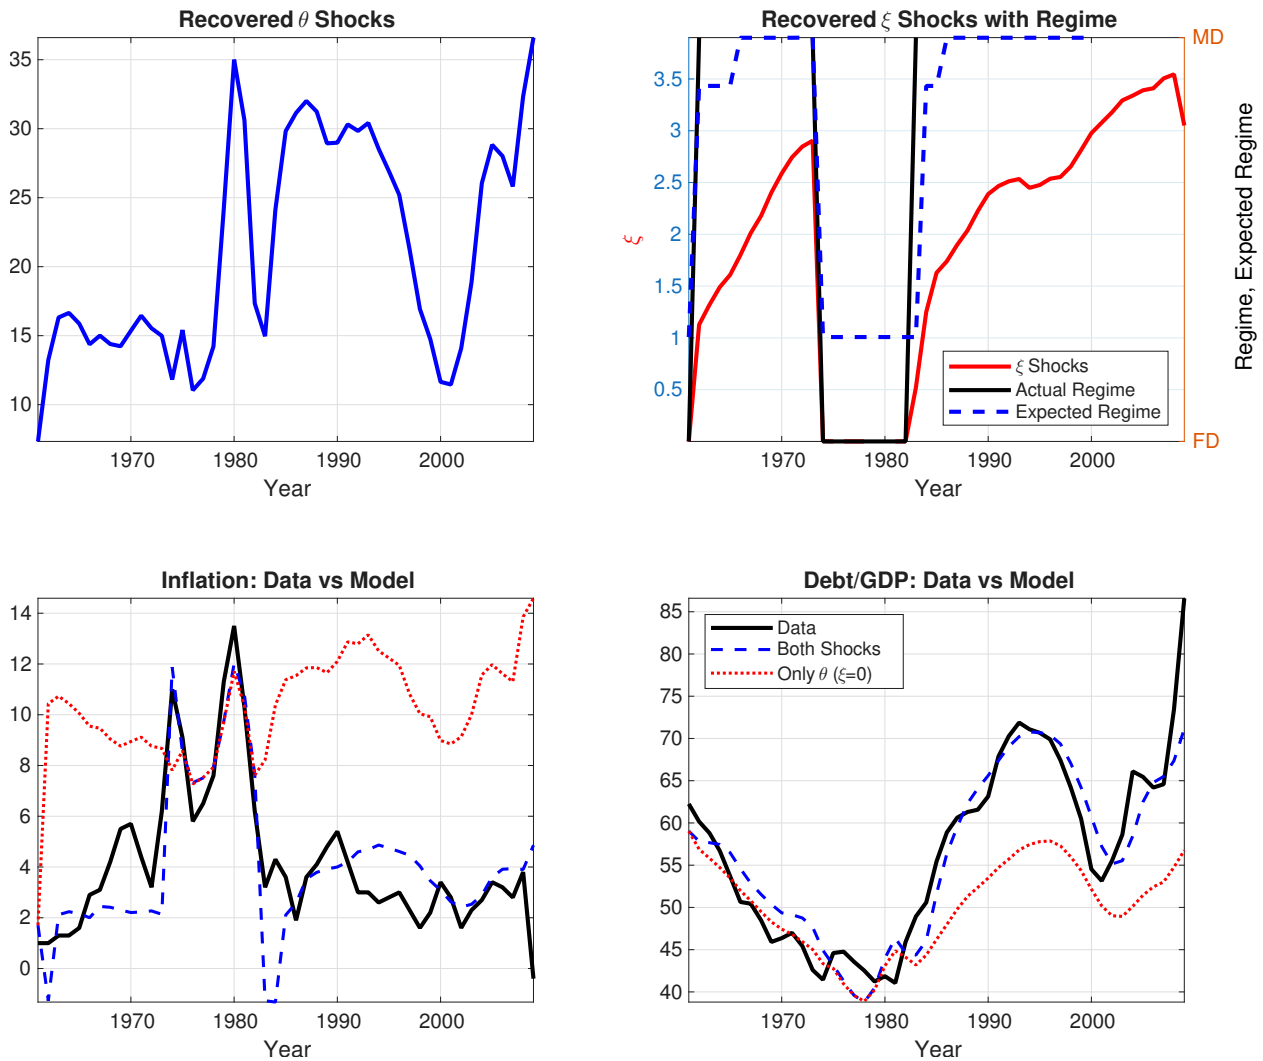 Recovered θ Shocks
35
30
25
20
15
10
1970
1980
1990
2000
Year
Recovered ξ Shocks with Regime
3.5
3
2.5
2
1.5
1
0.5
ξ
MD
FD
Regime, Expected Regime
ξ Shocks
Actual Regime
Expected Regime
1970
1980
1990
2000
Year
Inflation: Data vs Model
14
12
10
8
6
4
2
0
1970
1980
1990
2000
Year
Debt/GDP: Data vs Model
85
80
75
70
65
60
55
50
45
40
Data
Both Shocks
Only θ (ξ=0)
1970
1980
1990
2000
Year